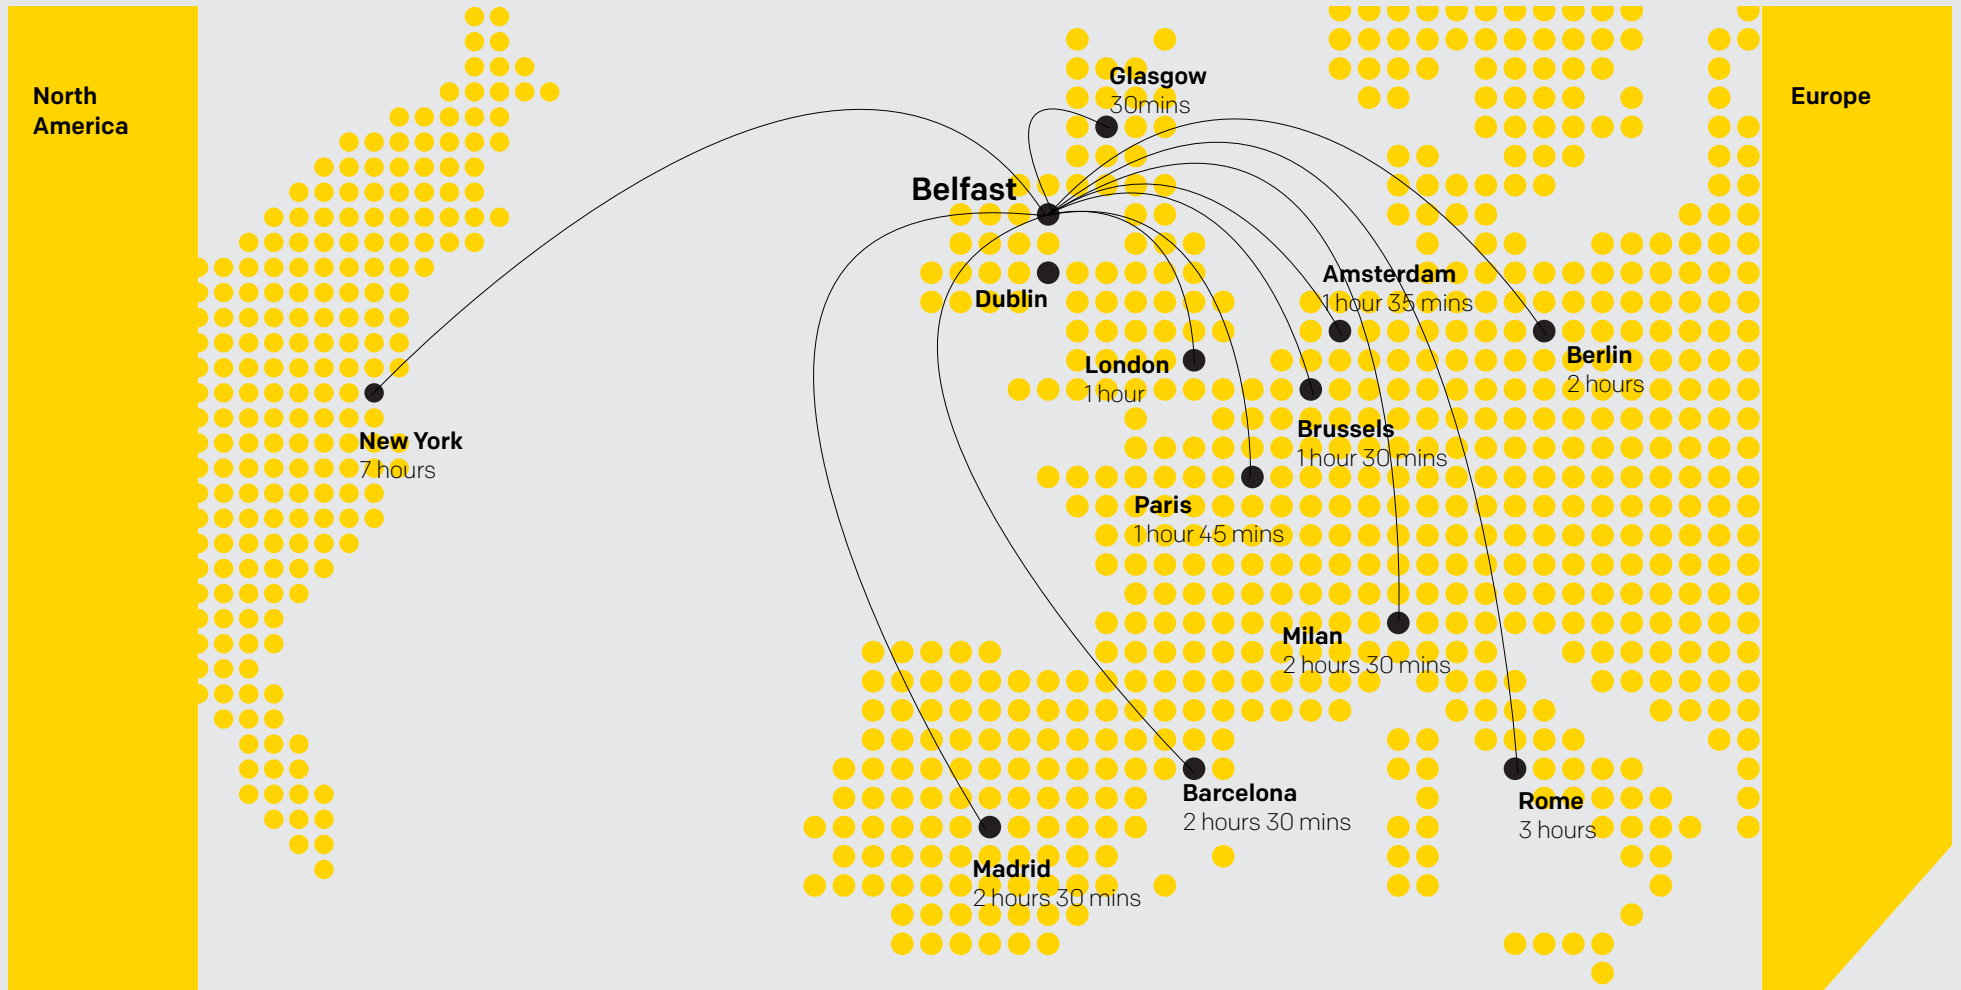 North
America
Europe
Glasgow
30mins
Belfast
Dublin
Amsterdam
1 hour 35 mins
London
1 hour
Berlin
2 hours
Brussels
1 hour 30 mins
New York
7 hours
Paris
1 hour 45 mins
Milan
2 hours 30 mins
Barcelona
2 hours 30 mins
Rome
3 hours
Madrid
2 hours 30 mins